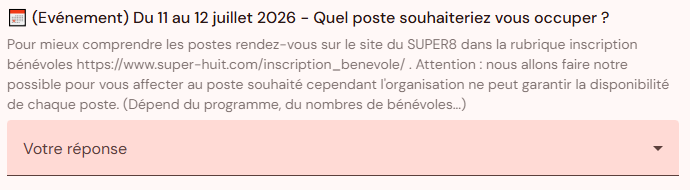 (Evénement) Du 11 au 12 juillet 2026 - Quel poste souhaiteriez vous occuper ?
Pour mieux comprendre les postes rendez-vous sur le site du SUPER8 dans la rubrique inscription
bénévoles https://www.super-huit.com/inscription_benevole/ . Attention : nous allons faire notre
possible pour vous affecter au poste souhaité cependant l'organisation ne peut garantir la disponibilité
de chaque poste. (Dépend du programme, du nombres de bénévoles...)
Votre réponse